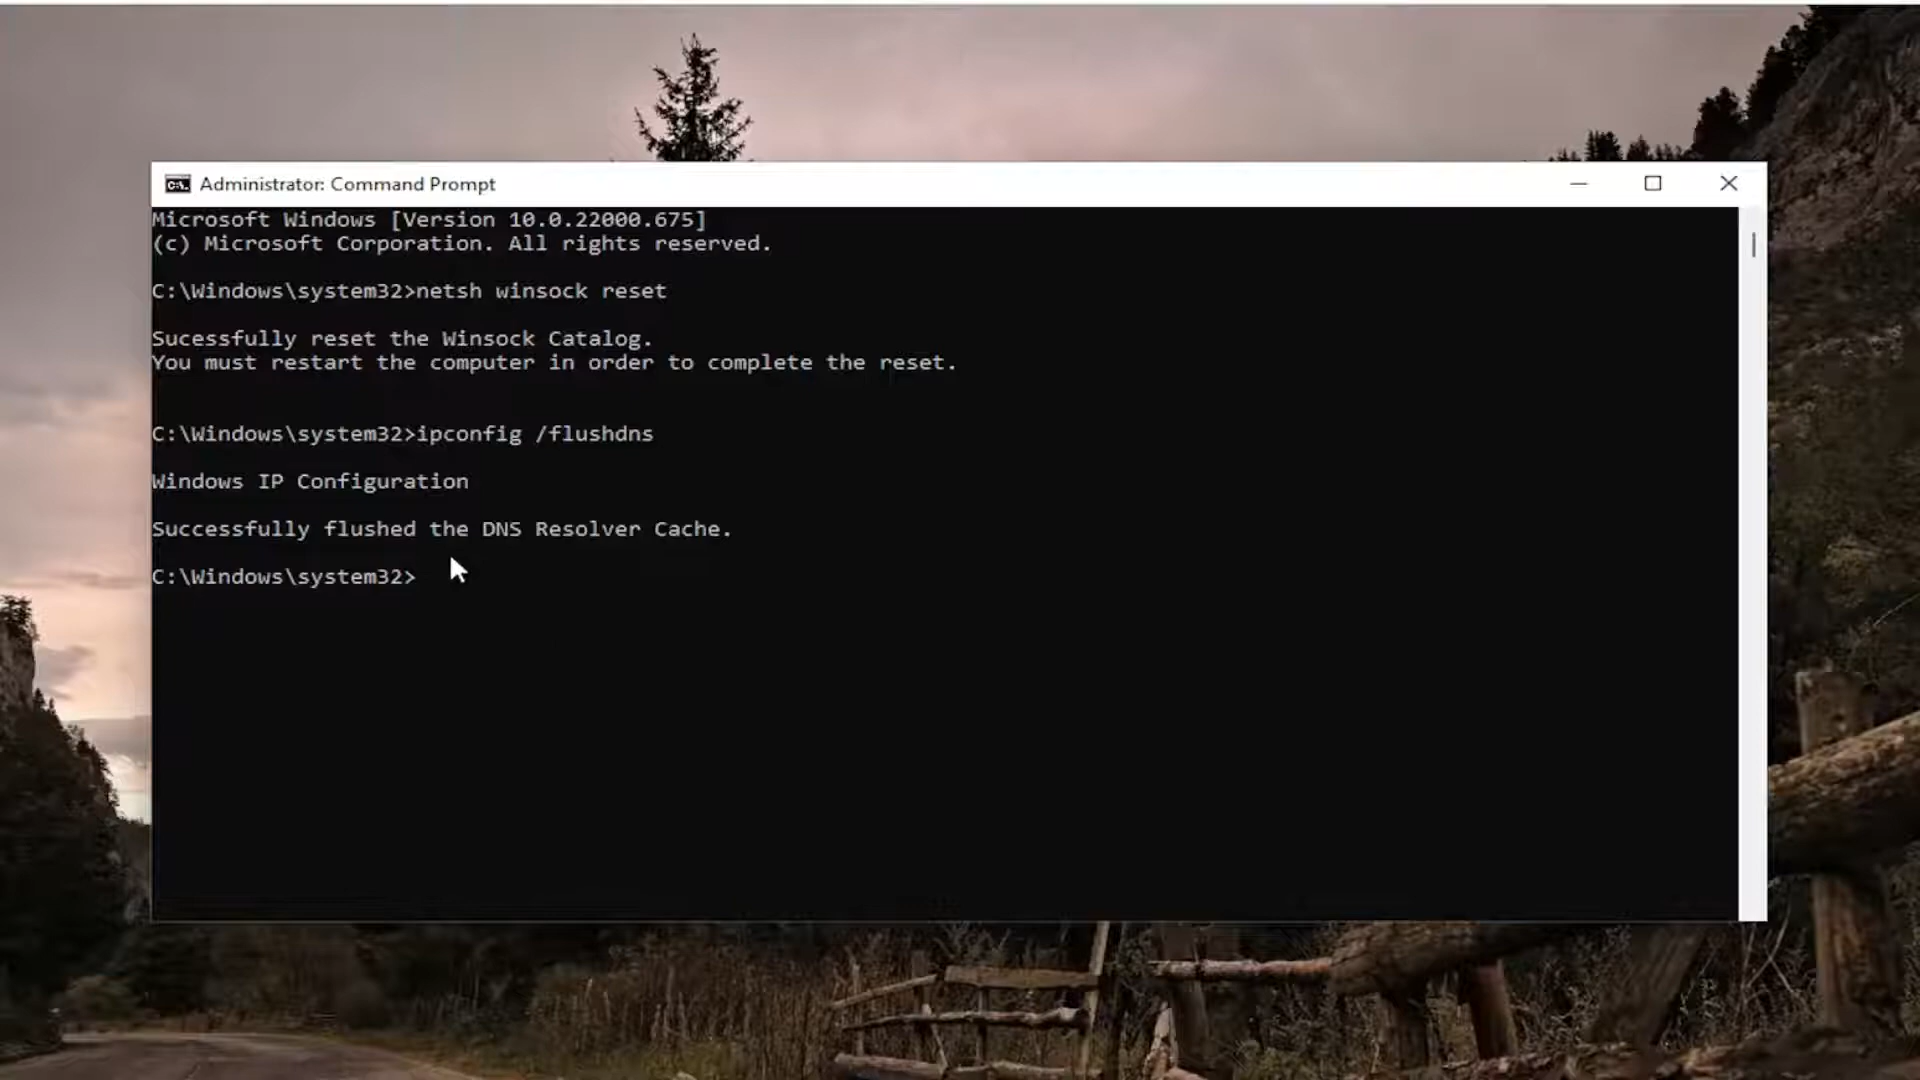 Administrator: Command Prompt
Microsoft Windows [Version 10.0.22000.675]
(c) Microsoft Corporation. All rights reserved.
C:\Windows\system32>netsh winsock reset
Sucessfully reset the Winsock Catalog.
You must restart the computer in order to complete the reset.
C:\Windows\system32>ipconfig /flushdns
Windows IP Configuration
Successfully flushed the DNS Resolver Cache.
C:\Windows\system32>